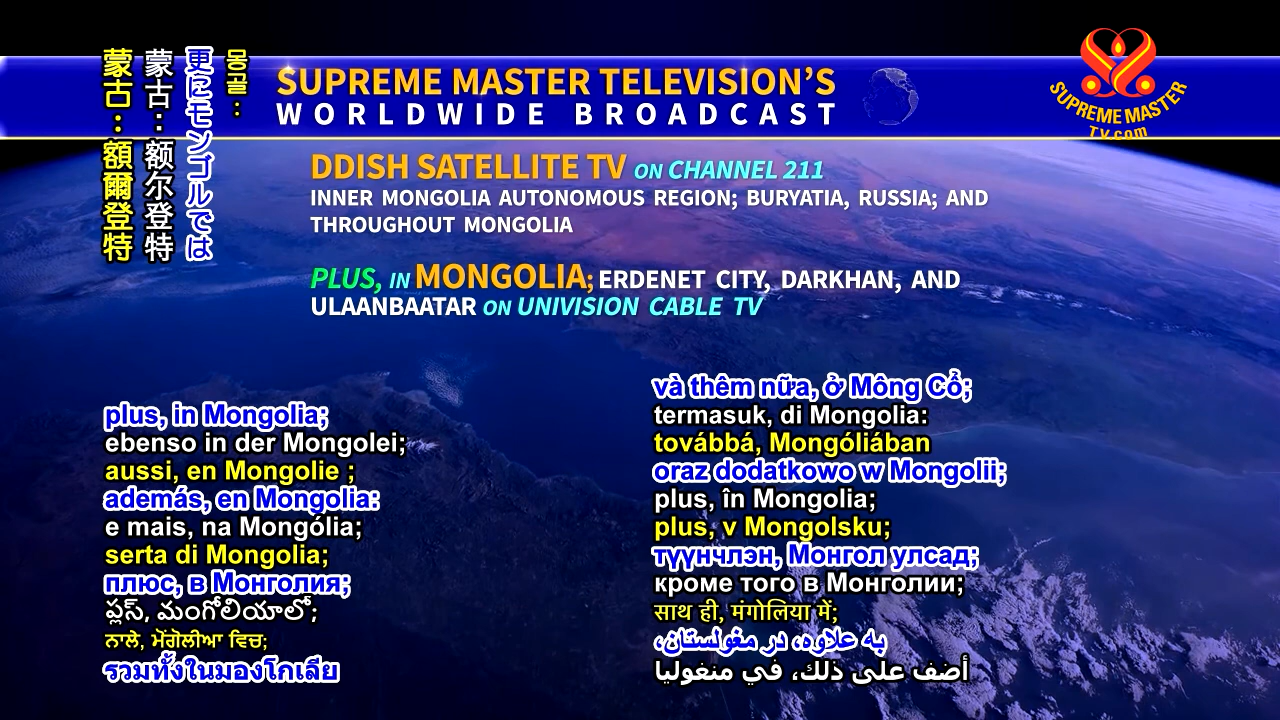 蒙古：額爾登特
蒙古：额尔登特
更にモンゴルでは
몽골：
SUPREME MASTER TELEVISION’S
WORLDWIDE BROADCAST
SUPREME MASTER
TV.com
DDISH SATELLITE TV ON CHANNEL 211
INNER MONGOLIA AUTONOMOUS REGION; BURYATIA, RUSSIA; AND
THROUGHOUT MONGOLIA
PLUS, IN MONGOLIA; ERDENET CITY, DARKHAN, AND
ULAANBAATAR ON UNIVISION CABLE TV
plus, in Mongolia;
ebenso in der Mongolei;
aussi, en Mongolie ;
además, en Mongolia:
e mais, na Mongólia;
serta di Mongolia;
плюс, в Монголия;
ప్లస్, మంగోలియాలో;
ਨਾਲੇ, ਮੋਂਗੋਲੀਆ ਵਿਚ;
รวมทั้งในมองโกเลีย
và thêm nữa, ở Mông Cổ;
termasuk, di Mongolia:
továbbá, Mongóliában
oraz dodatkowo w Mongolii;
plus, în Mongolia;
plus, v Mongolsku;
түүнчлэн, Монгол улсад;
кроме того в Монголии;
साथ ही, मंगोलिया में;
به علاوه، در مغولستان،
أضف على ذلك، في منغوليا